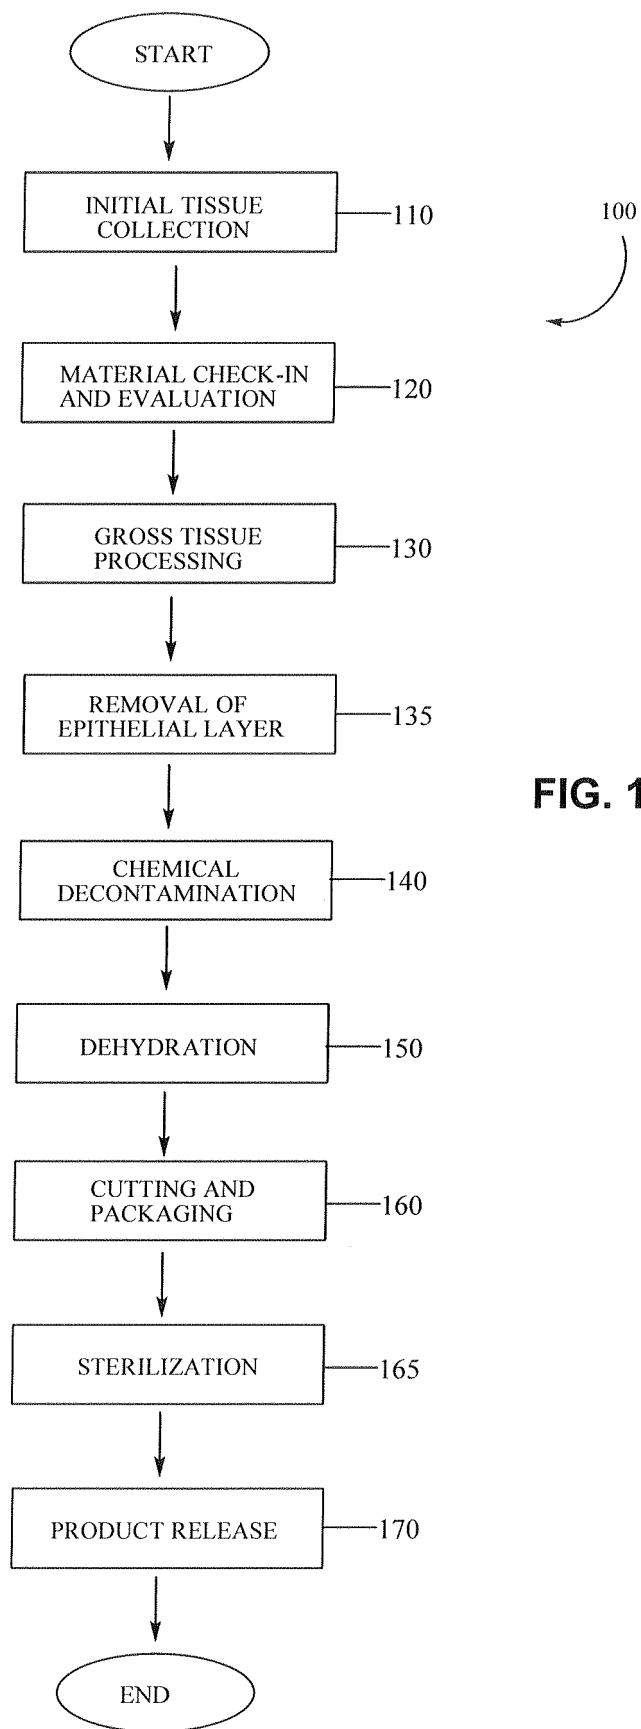 START
INITIAL TISSUE
COLLECTION
110
100
MATERIAL CHECK-IN
AND EVALUATION
120
GROSS TISSUE
PROCESSING
130
REMOVAL OF
EPITHELIAL LAYER
135
FIG. 1
CHEMICAL
DECONTAMINATION
140
DEHYDRATION
150
CUTTING AND
PACKAGING
160
STERILIZATION
165
PRODUCT RELEASE
170
END